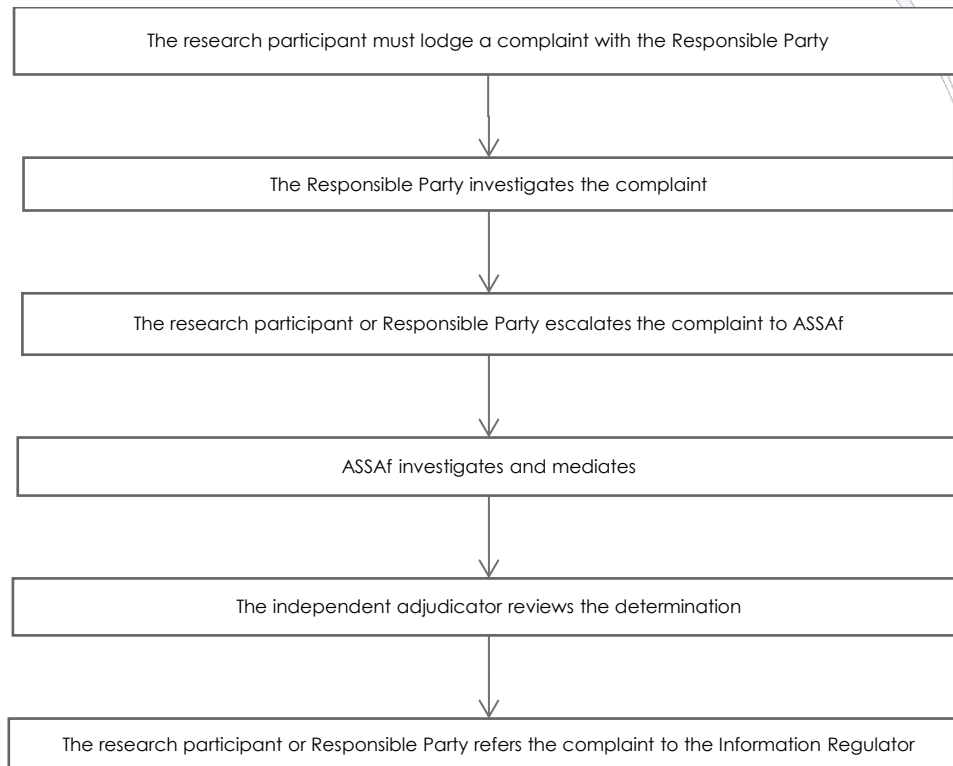 The research participant must lodge a complaint with the Responsible Party
The Responsible Party investigates the complaint
The research participant or Responsible Party escalates the complaint to ASSAf
ASSAf investigates and mediates
The independent adjudicator reviews the determination
The research participant or Responsible Party refers the complaint to the Information Regulator